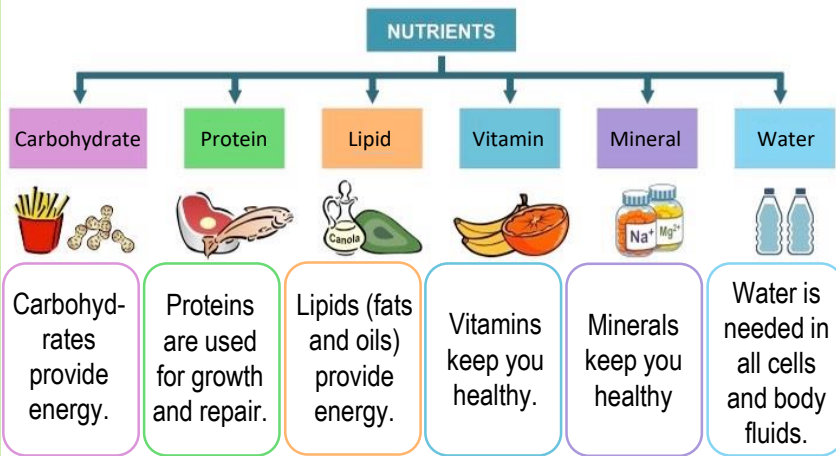 NUTRIENTS
Carbohydrate
Protein
Lipid
Vitamin
Mineral
Water
Canola
Na+
Mg2+
Carbohyd-
rates
provide
energy.
Proteins
are used
for growth
and repair.
Lipids (fats
and oils)
provide
energy.
Vitamins
keep you
healthy.
Minerals
keep you
healthy
Water is
needed in
all cells
and body
fluids.